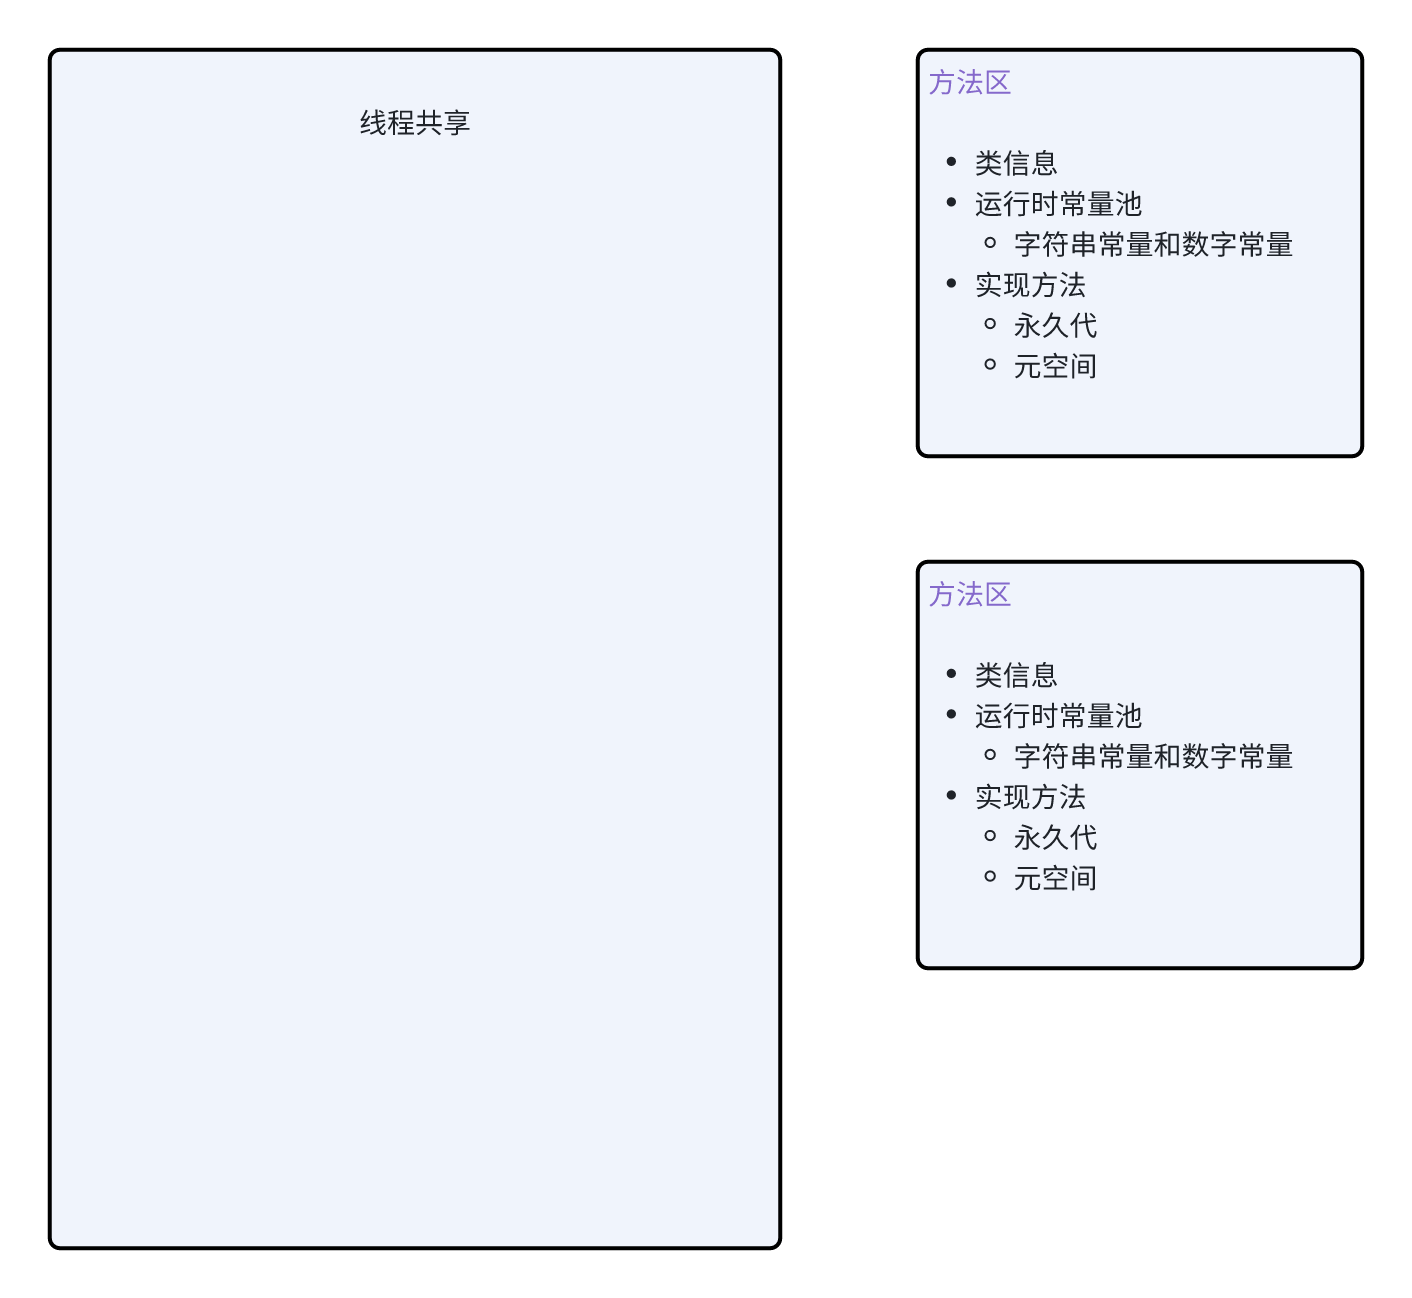 线程共享
方法区
类信息
运行时常量池
字符串常量和数字常量
实现方法
永久代
元空间
方法区
类信息
运行时常量池
字符串常量和数字常量
实现方法
永久代
元空间